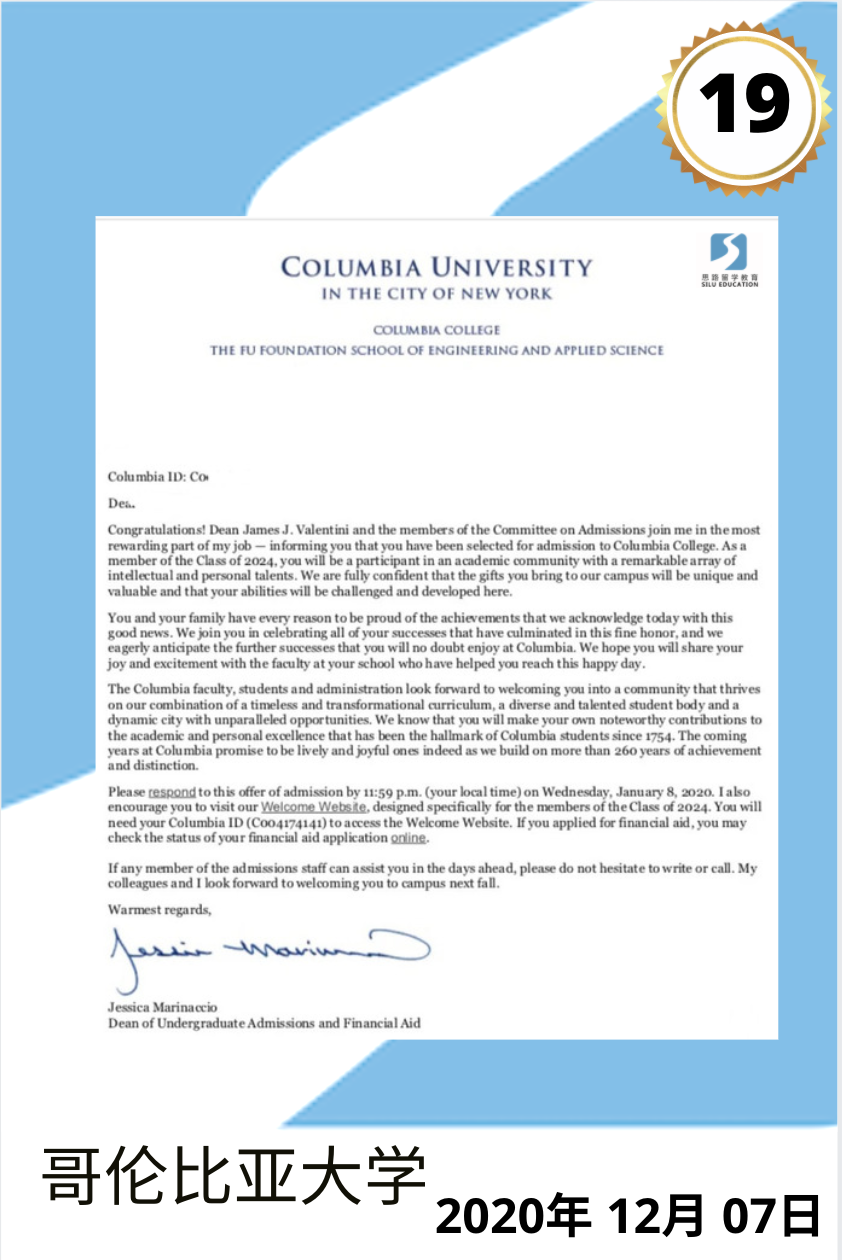 19
COLUMBIA UNIVERSITY
IN THE CITY OF NEW YORK
思路留学教育
SILU EDUCATION
COLUMBIA COLLEGE
THE FU FOUNDATION SCHOOL OF ENGINEERING AND APPLIED SCIENCE
Columbia ID: Co
Congratulations! Dean James J. Valentini and the members of the Committee on Admissions join me in the most
rewarding part of my job — informing you that you have been selected for admission to Columbia College. As a
member of the Class of 2024, you will be a participant in an academic community with a remarkable array of
intellectual and personal talents. We are fully confident that the gifts you bring to our campus will be unique and
valuable and that your abilities will be challenged and developed here.
You and your family have every reason to be proud of the achievements that we acknowledge today with this
good news. We join you in celebrating all of your successes that have culminated in this fine honor, and we
eagerly anticipate the further successes that you will no doubt enjoy at Columbia. We hope you will share your
joy and excitement with the faculty at your school who have helped you reach this happy day.
The Columbia faculty, students and administration look forward to welcoming you into a community that thrives
on our combination of a timeless and transformational curriculum, a diverse and talented student body and a
dynamic city with unparalleled opportunities. We know that you will make your own noteworthy contributions to
the academic and personal excellence that has been the hallmark of Columbia students since 1754. The coming
years at Columbia promise to be lively and joyful ones indeed as we build on more than 260 years of achievement
and distinction.
Please respond to this offer of admission by 11:59 p.m. (your local time) on Wednesday, January 8, 2020. I also
encourage you to visit our Welcome Website, designed specifically for the members of the Class of 2024. You will
need your Columbia ID (C004174141) to access the Welcome Website. If you applied for financial aid, you may
check the status of your financial aid application online.
If any member of the admissions staff can assist you in the days ahead, please do not hesitate to write or call. My
colleagues and I look forward to welcoming you to campus next fall.
Warmest regards,
Jessica Marinaccio
Dean of Undergraduate Admissions and Financial Aid
哥伦比亚大学
2020年 12月 07日